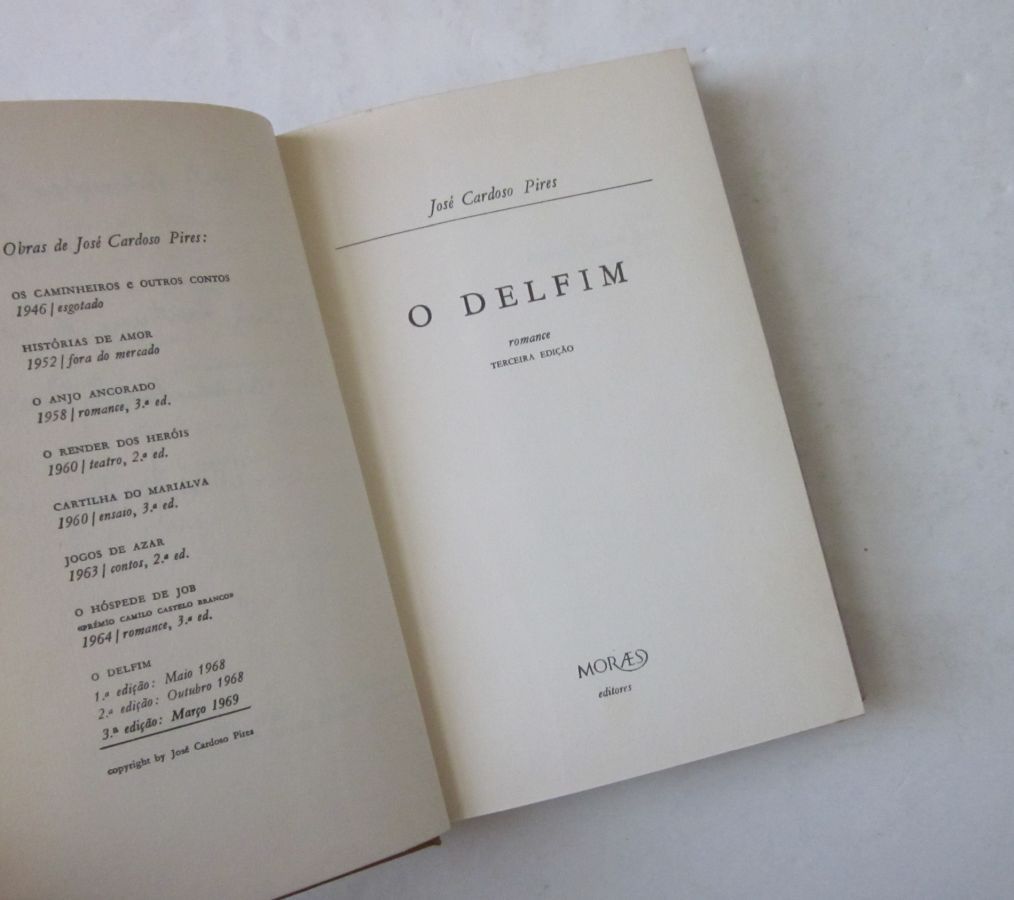 Obras de José Cardoso Pires:
OS CAMINHEIROS e OUTROS CONTOS
1946 | esgotado
HISTÓRIAS DE AMOR
1952 | fora do mercado
O ANJO ANCORADO
1958 | romance, 3.ª ed.
O RENDER DOS HERÓIS
1960 | teatro, 2.ª ed.
CARTILHA DO MARIALVA
1960 | ensaio, 3.ª ed.
JOGOS DE AZAR
1963 | contos, 2.ª ed.
O HÓSPEDE DE JOB
«PRÉMIO CAMILO CASTELO BRANCO»
1964 | romance, 3.ª ed.
O DELFIM
1.ª edição: Maio 1968
2.ª edição: Outubro 1968
3.ª edição: Março 1969
copyright by José Cardoso Pires
José Cardoso Pires
O DELFIM
romance
TERCEIRA EDIÇÃO
MORÆS
editores